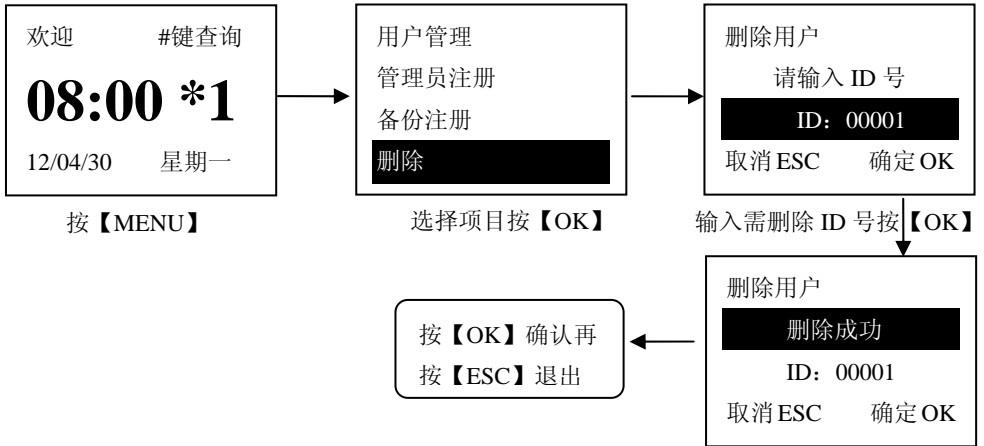 欢迎 #键查询
08:00 *1
12/04/30 星期一
按【MENU】
用户管理
管理员注册
备份注册
删除
选择项目按【OK】
删除用户
请输入 ID 号
ID：00001
取消 ESC 确定 OK
输入需删除 ID 号按【OK】
删除用户
删除成功
ID：00001
取消 ESC 确定 OK
按【OK】确认再
按【ESC】退出